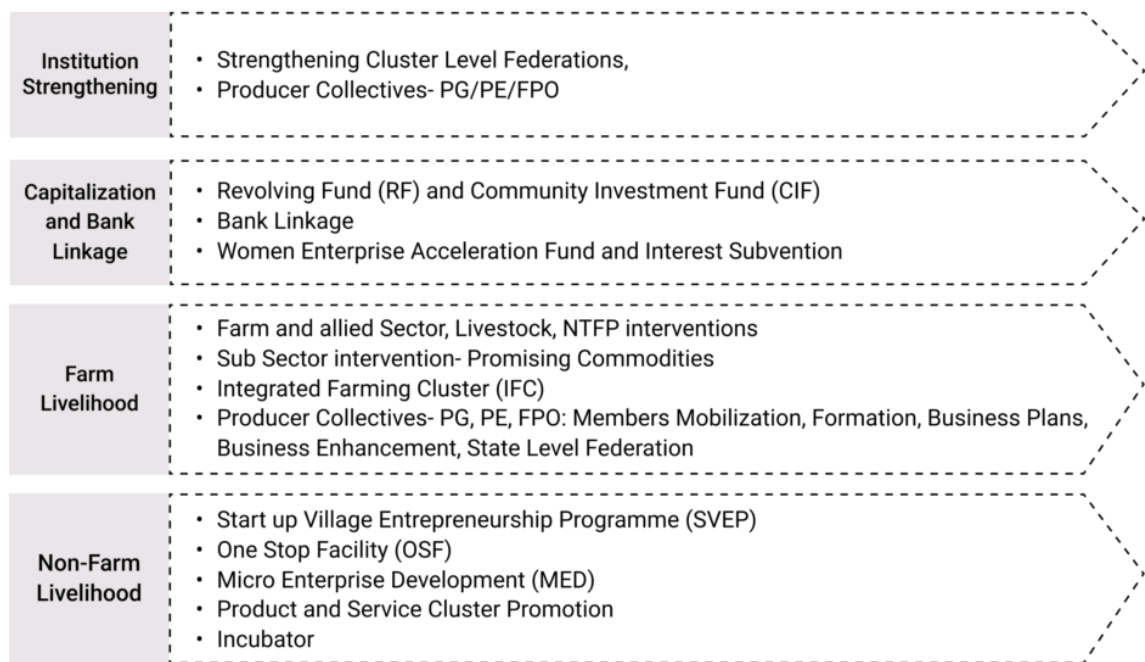 Institution
Strengthening
• Strengthening Cluster Level Federations,
• Producer Collectives- PG/PE/FPO
Capitalization
and Bank
Linkage
• Revolving Fund (RF) and Community Investment Fund (CIF)
• Bank Linkage
• Women Enterprise Acceleration Fund and Interest Subvention
Farm
Livelihood
• Farm and allied Sector, Livestock, NTFP interventions
• Sub Sector intervention- Promising Commodities
• Integrated Farming Cluster (IFC)
• Producer Collectives- PG, PE, FPO: Members Mobilization, Formation, Business Plans,
Business Enhancement, State Level Federation
Non-Farm
Livelihood
• Start up Village Entrepreneurship Programme (SVEP)
• One Stop Facility (OSF)
• Micro Enterprise Development (MED)
• Product and Service Cluster Promotion
• Incubator